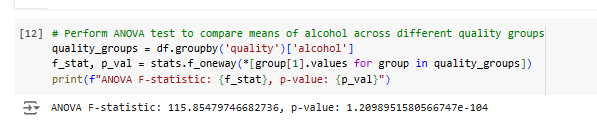 [12] # Perform ANOVA test to compare means of alcohol across different quality groups
quality_groups = df.groupby('quality')['alcohol']
f_stat, p_val = stats.f_oneway(*[group[1].values for group in quality_groups])
print(f"ANOVA F-statistic: {f_stat}, p-value: {p_val}")
ANOVA F-statistic: 115.85479746682736, p-value: 1.2098951580566747e-104